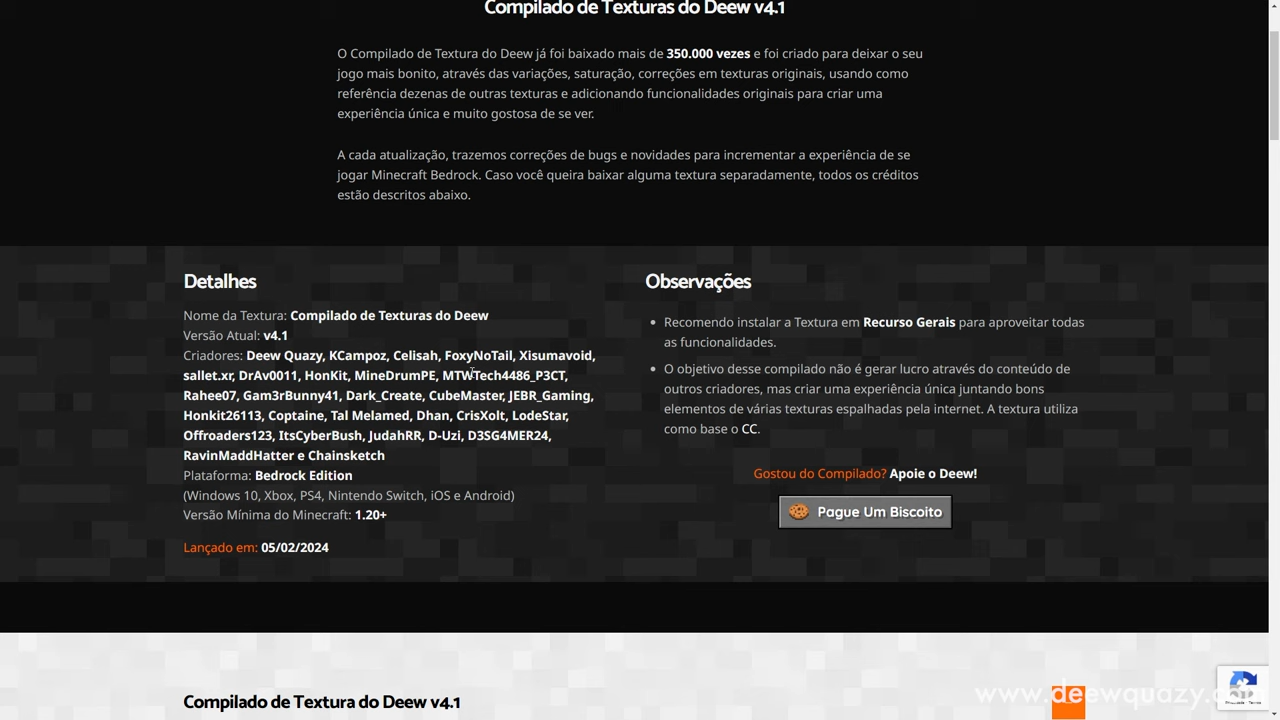 Compilado de Texturas do Deew v4.1
O Compilado de Textura do Deew já foi baixado mais de 350.000 vezes e foi criado para deixar o seu
jogo mais bonito, através das variações, saturação, correções em texturas originais, usando como
referência dezenas de outras texturas e adicionando funcionalidades originais para criar uma
experiência única e muito gostosa de se ver.
A cada atualização, trazemos correções de bugs e novidades para incrementar a experiência de se
jogar Minecraft Bedrock. Caso você queira baixar alguma textura separadamente, todos os créditos
estão descritos abaixo.
Detalhes
Nome da Textura: Compilado de Texturas do Deew
Versão Atual: v4.1
Criadores: Deew Quazy, KCampoz, Celisah, FoxyNoTail, Xisumavoid,
sallet.xr, DrAv0011, HonKit, MineDrumPE, MTWTech4486_P3CT,
Rahee07, Gam3rBunny41, Dark_Create, CubeMaster, JEBR_Gaming,
Honkit26113, Coptaine, Tal Melamed, Dhan, CrisXolt, LodeStar,
Offroaders123, ItsCyberBush, JudahRR, D-Uzi, D3SG4MER24,
RavinMaddHatter e Chainsketch
Plataforma: Bedrock Edition
(Windows 10, Xbox, PS4, Nintendo Switch, iOS e Android)
Versão Mínima do Minecraft: 1.20+
Lançado em: 05/02/2024
Observações
Recomendo instalar a Textura em Recurso Gerais para aproveitar todas
as funcionalidades.
O objetivo desse compilado não é gerar lucro através do conteúdo de
outros criadores, mas criar uma experiência única juntando bons
elementos de várias texturas espalhadas pela internet. A textura utiliza
como base o CC.
Gostou do Compilado? Apoie o Deew!
Pague Um Biscoito
Compilado de Textura do Deew v4.1